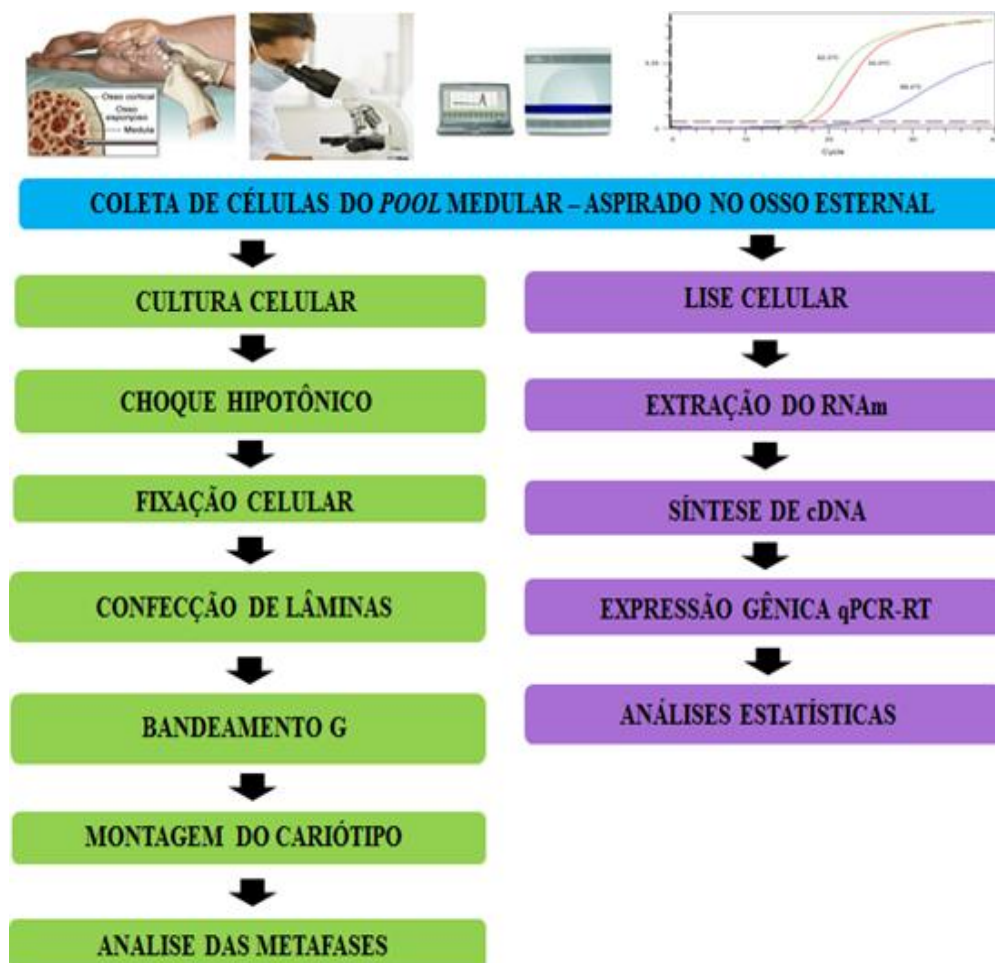 Osso cortical
Osso
esponjoso
Medula
Cycle
10
COLETA DE CÉLULAS DO POOL MEDULAR – ASPIRADO NO OSSO ESTERNAL
CULTURA CELULAR
CHOQUE HIPOTÔNICO
FIXAÇÃO CELULAR
CONFECÇÃO DE LÂMINAS
BANDEAMENTO G
MONTAGEM DO CARIÓTIPO
ANALISE DAS METAFASES
LISE CELULAR
EXTRAÇÃO DO RNAm
SÍNTESE DE cDNA
EXPRESSÃO GÊNICA qPCR-RT
ANÁLISES ESTATÍSTICAS